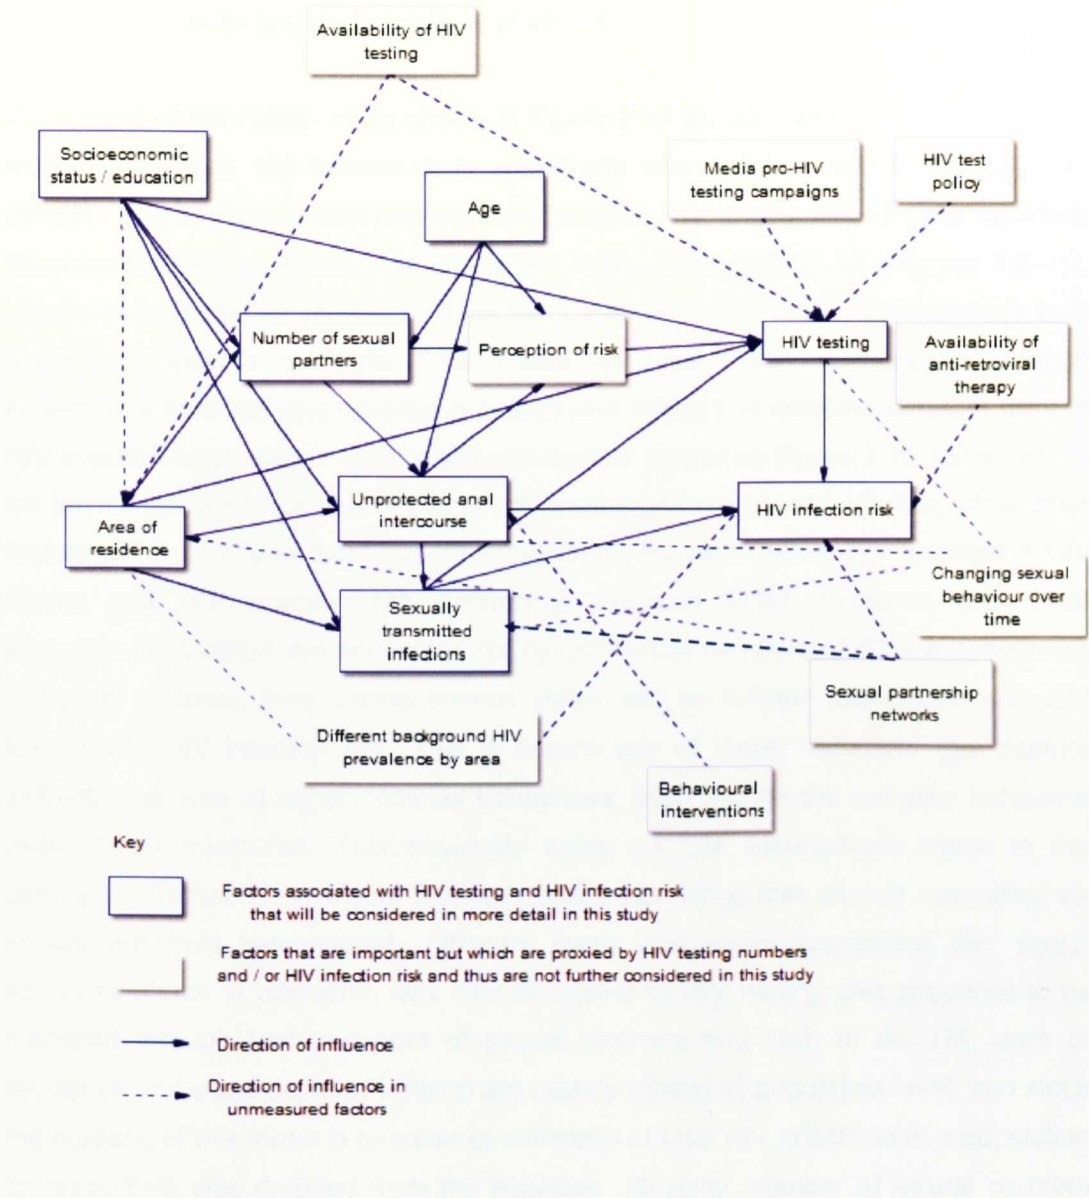 Availability of HIV
testing
Socioeconomic
status / education
Media pro-HIV
testing campaigns
HIV test
policy
Age
Number of sexual
partners
Perception of risk
HIV testing
Availability of
anti-retroviral
therapy
Unprotected anal
intercourse
HIV infection risk
Area of
residence
Changing sexual
behaviour over
time
Sexually
transmitted
infections
Sexual partnership
networks
Different background HIV
prevalence by area
Behavioural
interventions
Key
Factors associated with HIV testing and HIV infection risk
that will be considered in more detail in this study
Factors that are important but which are proxied by HIV testing numbers
and / or HIV infection risk and thus are not further considered in this study
Direction of influence
Direction of influence in
unmeasured factors